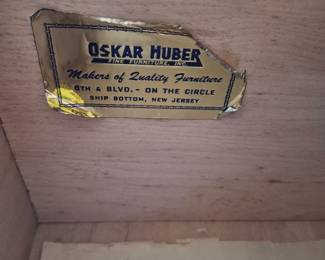 OSKAR HUBER
FINE FURNITURE, INC.
Makers of Quality Furniture
8TH & BLVD. - ON THE CIRCLE
SHIP BOTTOM, NEW JERSEY